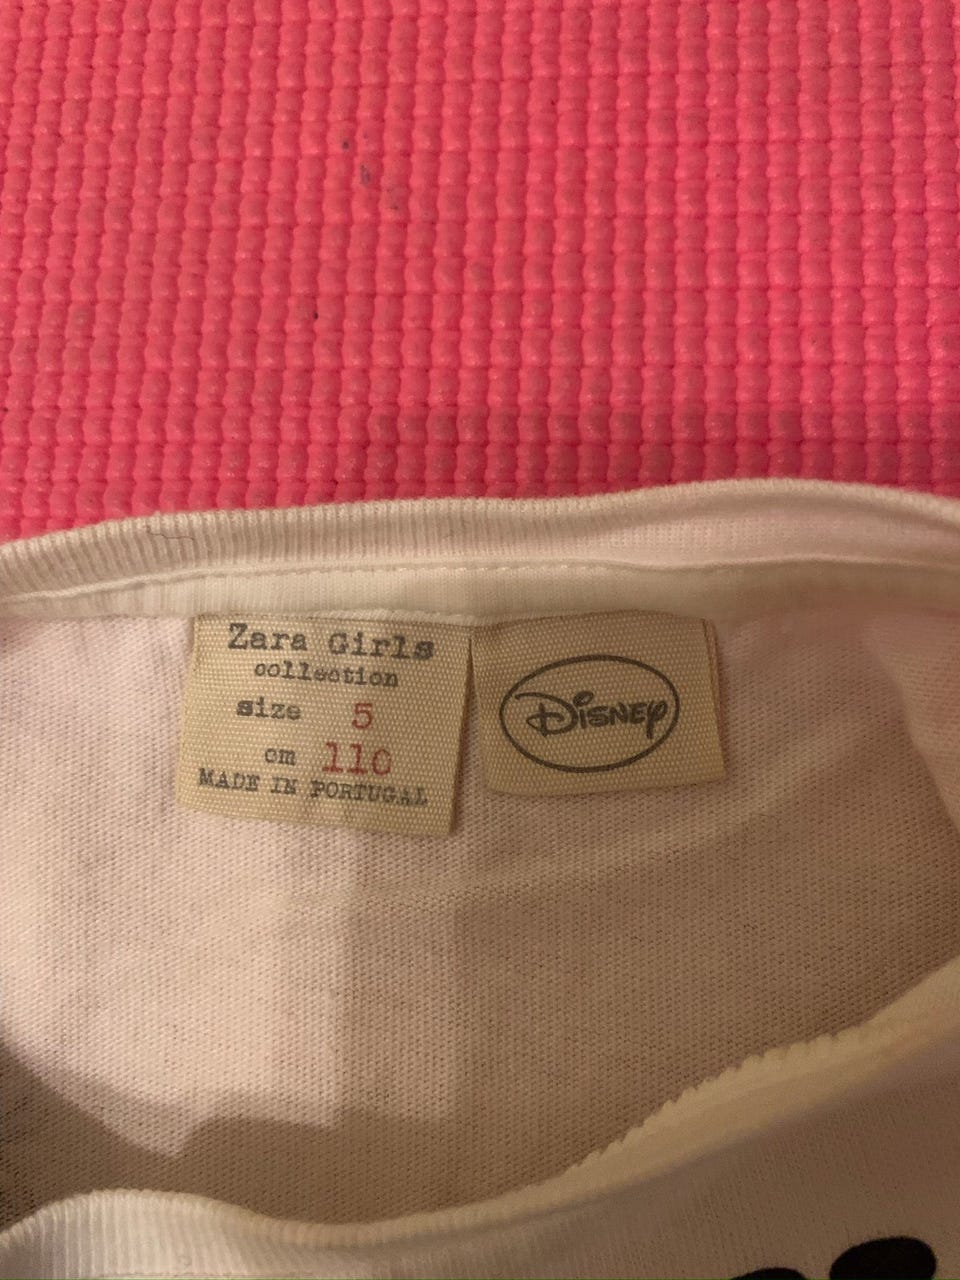 Zara Girls
collection
size 5
cm 110
MADE IN PORTUGAL
Disney